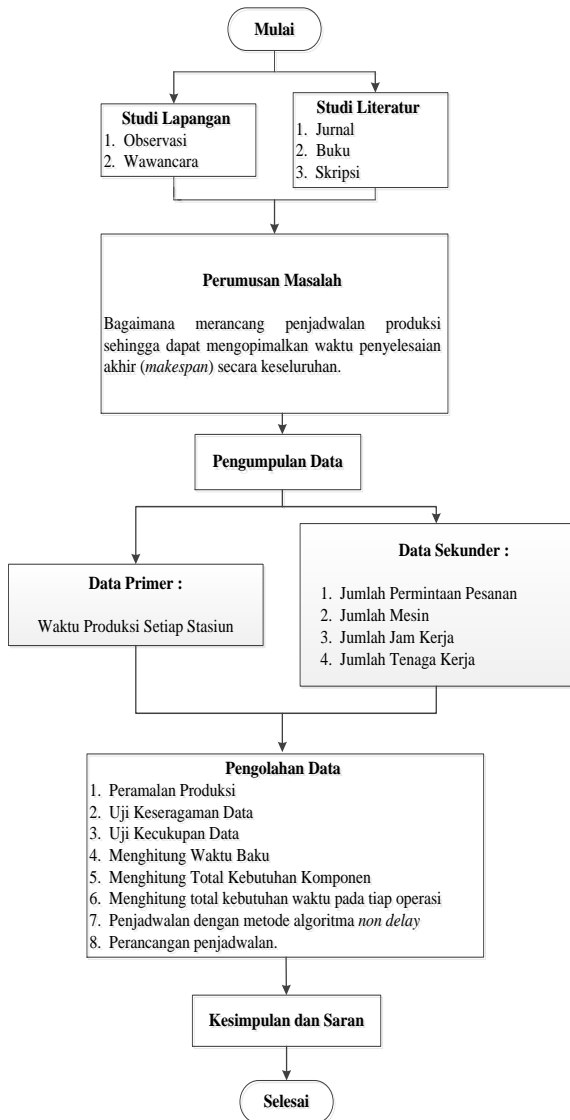 Mulai
Studi Lapangan
1. Observasi
2. Wawancara
Studi Literatur
1. Jurnal
2. Buku
3. Skripsi
Perumusan Masalah
Bagaimana merancang penjadwalan produksi
sehingga dapat mengopimalkan waktu penyelesaian
akhir (makespan) secara keseluruhan.
Pengumpulan Data
Data Primer :
Waktu Produksi Setiap Stasiun
Data Sekunder :
1. Jumlah Permintaan Pesanan
2. Jumlah Mesin
3. Jumlah Jam Kerja
4. Jumlah Tenaga Kerja
Pengolahan Data
1. Peramalan Produksi
2. Uji Keseragaman Data
3. Uji Kecukupan Data
4. Menghitung Waktu Baku
5. Menghitung Total Kebutuhan Komponen
6. Menghitung total kebutuhan waktu pada tiap operasi
7. Penjadwalan dengan metode algoritma non delay
8. Perancangan penjadwalan.
Kesimpulan dan Saran
Selesai